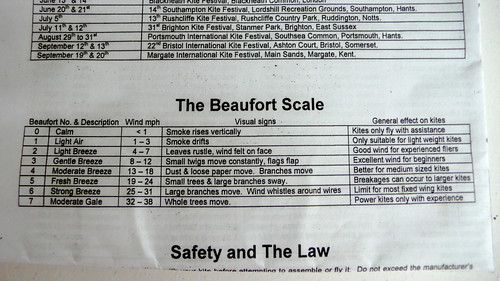 June 13th & 14th Blackheath Kite Festival, Blackheath Common, London
June 20th & 21st 14th Southampton Kite Festival, Lordshill Recreation Grounds, Southampton, Hants.
July 5th 13th Rushcliffe Kite Festival, Rushcliffe Country Park, Ruddington, Notts.
July 11th & 12th 31st Brighton Kite Festival, Stanmer Park, Brighton, East Sussex
August 29th to 31st Portsmouth International Kite Festival, Southsea Common, Portsmouth, Hants.
September 12th & 13th 22nd Bristol International Kite Festival, Ashton Court, Bristol, Somerset.
September 19th & 20th Margate International Kite Festival, Main Sands, Margate, Kent.
The Beaufort Scale
Beaufort No. & Description Wind mph Visual signs General effect on kites
0 Calm < 1 Smoke rises vertically Kites only fly with assistance
1 Light Air 1 – 3 Smoke drifts Only suitable for light weight kites
2 Light Breeze 4 – 7 Leaves rustle, wind felt on face Good wind for experienced fliers
3 Gentle Breeze 8 – 12 Small twigs move constantly, flags flap Excellent wind for beginners
4 Moderate Breeze 13 – 18 Dust & loose paper move. Branches move Better for medium sized kites
5 Fresh Breeze 19 – 24 Small trees & large branches sway. Breakages can occur to larger kites
6 Strong Breeze 25 – 31 Large branches move. Wind whistles around wires Limit for most fixed wing kites
7 Moderate Gale 32 – 38 Whole trees move. Power kites only with experience
Safety and The Law
your kite before attempting to assemble or fly it. Do not exceed the manufacturer's